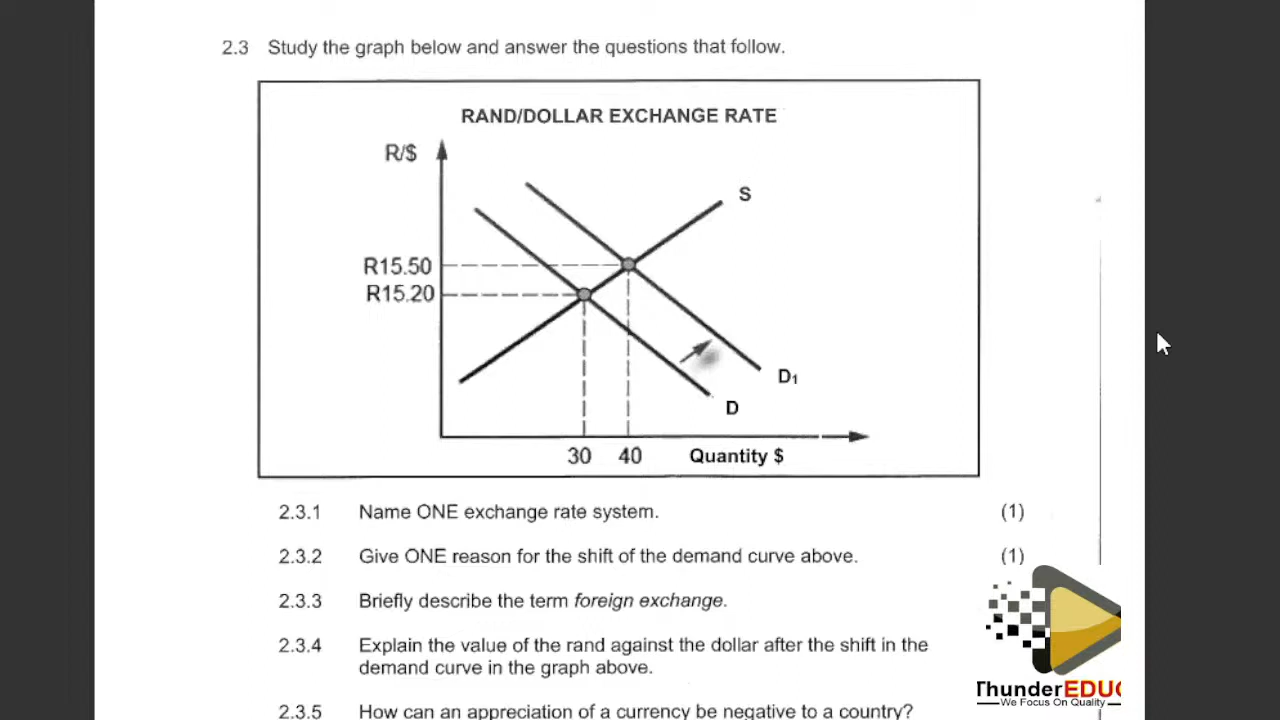 2.3 Study the graph below and answer the questions that follow.
RAND/DOLLAR EXCHANGE RATE
R/$
S
R15.50
R15.20
D1
D
30 40 Quantity $
2.3.1 Name ONE exchange rate system. (1)
2.3.2 Give ONE reason for the shift of the demand curve above. (1)
2.3.3 Briefly describe the term foreign exchange.
2.3.4 Explain the value of the rand against the dollar after the shift in the
demand curve in the graph above.
ThunderEDUC
We Focus On Quality
2.3.5 How can an appreciation of a currency be negative to a country?